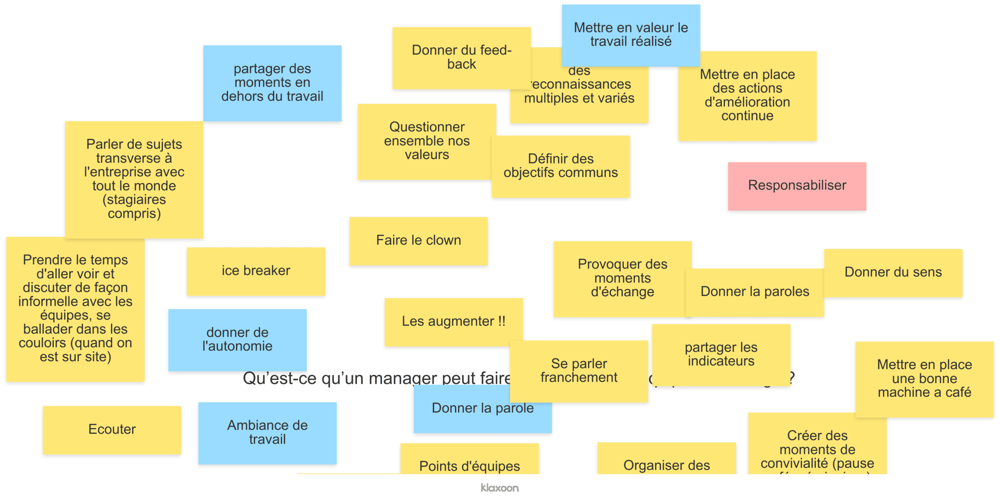 Mettre en valeur le
travail réalisé
Donner du feed-
back
partager des
moments en
dehors du travail
des
reconnaissances
multiples et variés
Mettre en place
des actions
d'amélioration
continue
Questionner
ensemble nos
valeurs
Parler de sujets
transverse à
l'entreprise avec
tout le monde
(stagiaires
compris)
Définir des
objectifs communs
Responsabiliser
Faire le clown
Prendre le temps
d'aller voir et
discuter de façon
informelle avec les
équipes, se
ballader dans les
couloirs (quand on
est sur site)
ice breaker
Provoquer des
moments
d'échange
Donner la paroles
Donner du sens
Les augmenter !!
donner de
l'autonomie
partager les
indicateurs
Se parler
franchement
Mettre en place
une bonne
machine a café
Qu’est-ce qu’un manager peut faire ?
Donner la parole
Ecouter
Ambiance de
travail
Points d'équipes
Organiser des
Créer des
moments de
convivialité (pause
klaxoon